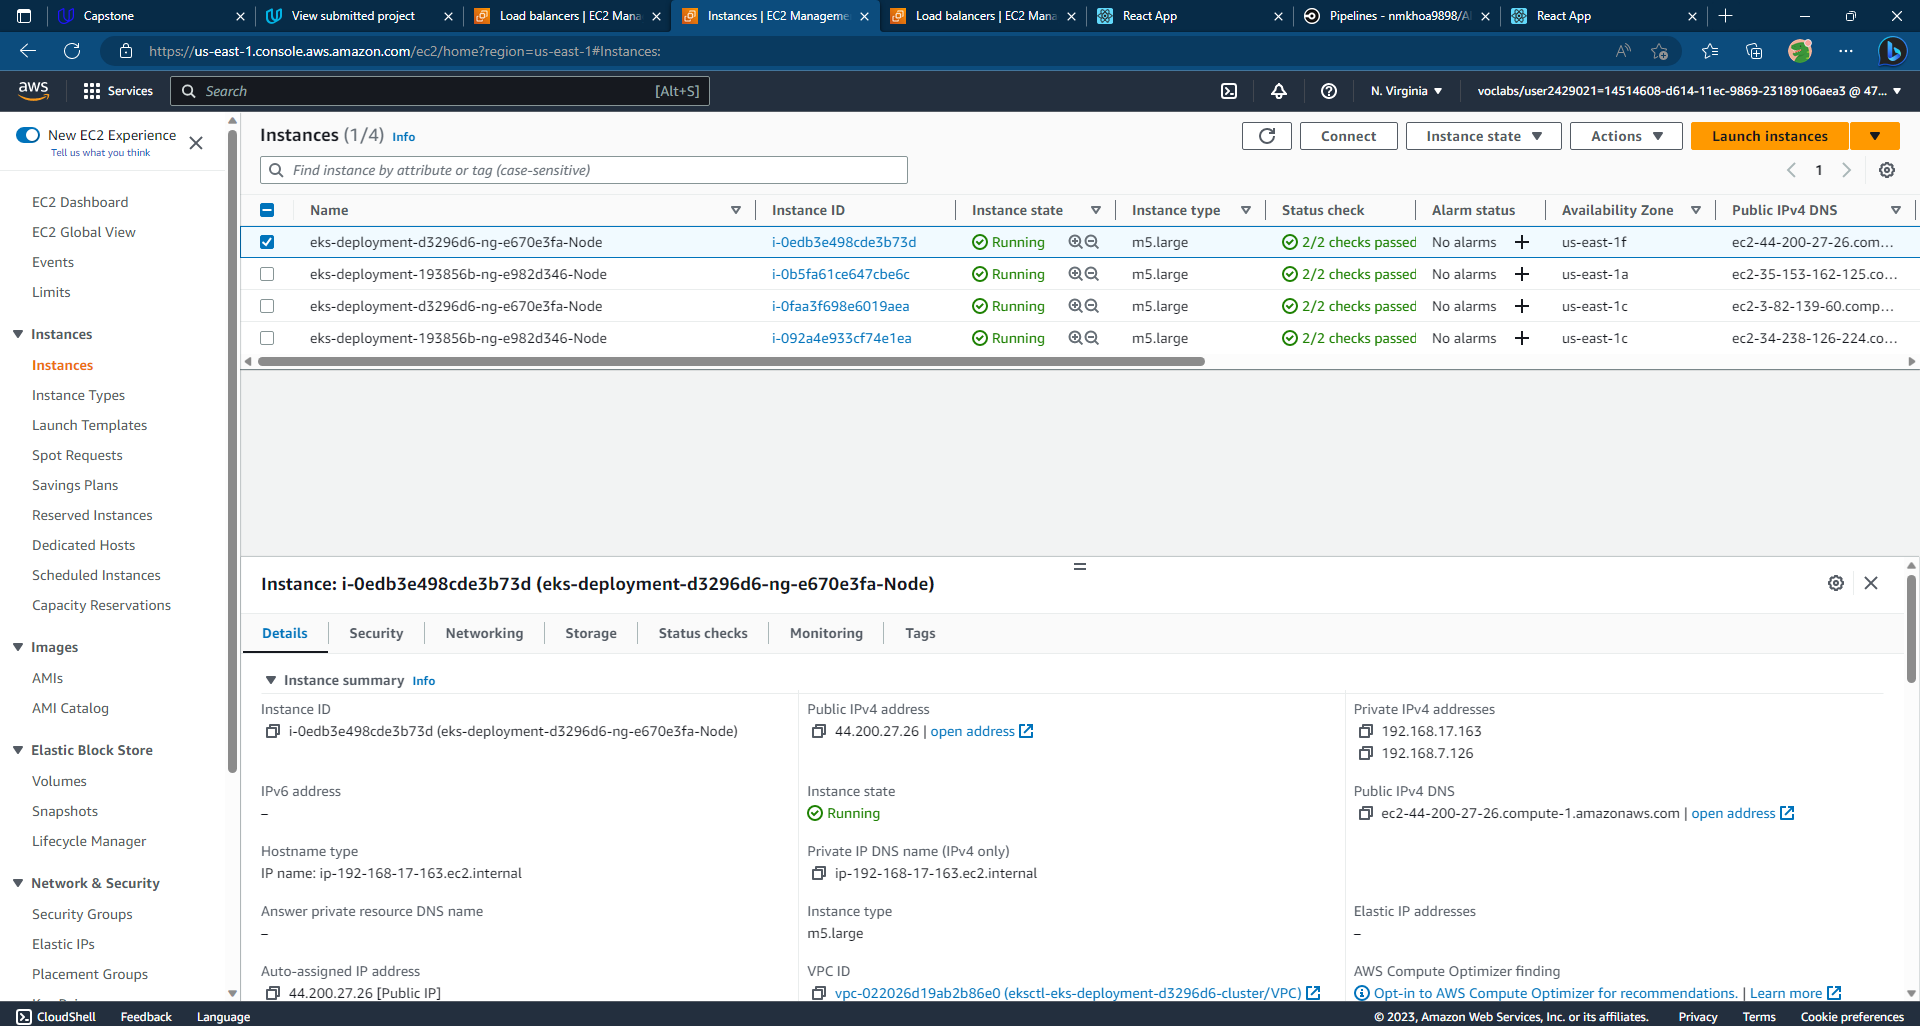 Capstone
View submitted project
Load balancers | EC2 Mana
Instances | EC2 Manageme
Load balancers | EC2 Mana
React App
Pipelines - nmkhoa9898/A
React App
https://us-east-1.console.aws.amazon.com/ec2/home?region=us-east-1#Instances:
aws
Services
Search
[Alt+S]
N. Virginia
voclabs/user2429021=14514608-d614-11ec-9869-23189106aea3 @ 47...
New EC2 Experience
Tell us what you think
EC2 Dashboard
EC2 Global View
Events
Limits
Instances
Instances
Instance Types
Launch Templates
Spot Requests
Savings Plans
Reserved Instances
Dedicated Hosts
Scheduled Instances
Capacity Reservations
Images
AMIs
AMI Catalog
Elastic Block Store
Volumes
Snapshots
Lifecycle Manager
Network & Security
Security Groups
Elastic IPs
Placement Groups
Instances (1/4) Info
Connect
Instance state
Actions
Launch instances
Find instance by attribute or tag (case-sensitive)
1
Name Instance ID Instance state Instance type Status check Alarm status Availability Zone Public IPv4 DNS
eks-deployment-d3296d6-ng-e670e3fa-Node i-0edb3e498cde3b73d Running m5.large 2/2 checks passed No alarms us-east-1f ec2-44-200-27-26.com...
eks-deployment-193856b-ng-e982d346-Node i-0b5fa61ce647cbe6c Running m5.large 2/2 checks passed No alarms us-east-1a ec2-35-153-162-125.co...
eks-deployment-d3296d6-ng-e670e3fa-Node i-0faa3f698e6019aea Running m5.large 2/2 checks passed No alarms us-east-1c ec2-3-82-139-60.comp...
eks-deployment-193856b-ng-e982d346-Node i-092a4e933cf74e1ea Running m5.large 2/2 checks passed No alarms us-east-1c ec2-34-238-126-224.co...
Instance: i-0edb3e498cde3b73d (eks-deployment-d3296d6-ng-e670e3fa-Node)
Details Security Networking Storage Status checks Monitoring Tags
Instance summary Info
Instance ID
i-0edb3e498cde3b73d (eks-deployment-d3296d6-ng-e670e3fa-Node)
Public IPv4 address
44.200.27.26 | open address
Private IPv4 addresses
192.168.17.163
192.168.7.126
IPv6 address
–
Instance state
Running
Public IPv4 DNS
ec2-44-200-27-26.compute-1.amazonaws.com | open address
Hostname type
IP name: ip-192-168-17-163.ec2.internal
Private IP DNS name (IPv4 only)
ip-192-168-17-163.ec2.internal
Answer private resource DNS name
–
Instance type
m5.large
Elastic IP addresses
–
Auto-assigned IP address
44.200.27.26 [Public IP]
VPC ID
vpc-022026d19ab2b86e0 (eksctl-eks-deployment-d3296d6-cluster/VPC)
AWS Compute Optimizer finding
Opt-in to AWS Compute Optimizer for recommendations. | Learn more
CloudShell
Feedback
Language
© 2023, Amazon Web Services, Inc. or its affiliates.
Privacy
Terms
Cookie preferences